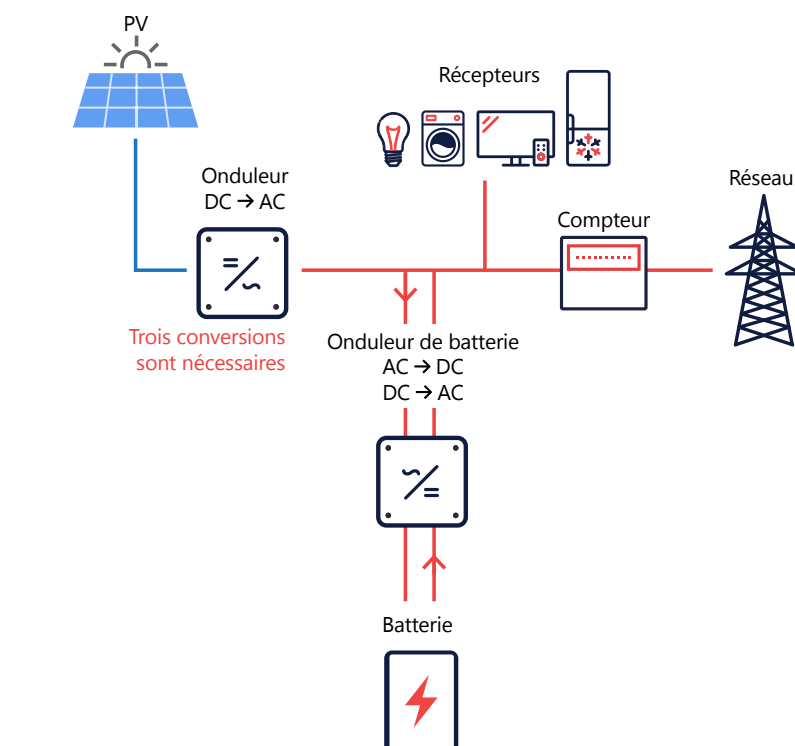 PV
Récepteurs
Onduleur
DC → AC
Réseau
Compteur
Trois conversions
sont nécessaires
Onduleur de batterie
AC → DC
DC → AC
Batterie